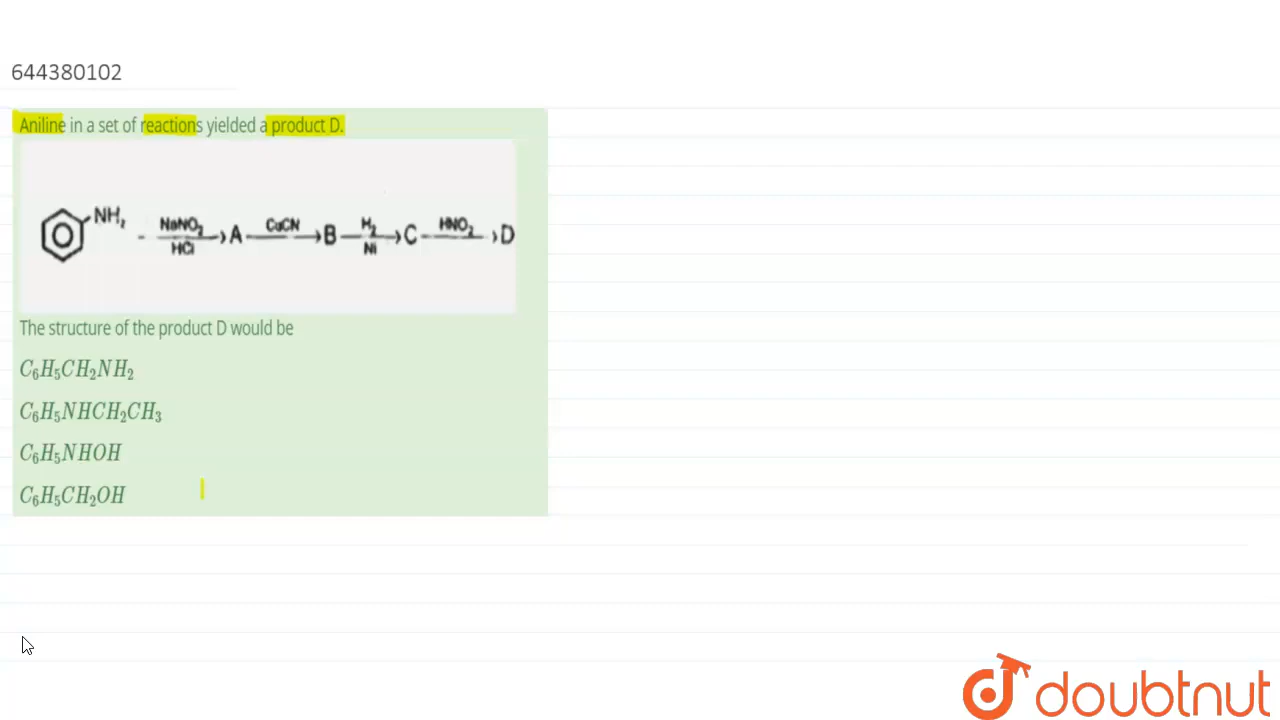 644380102
Aniline in a set of reactions yielded a product D.
NH₂ NaNO₂ HCl A CuCN B H₂ Ni C HNO₂ D
The structure of the product D would be
C₆H₅CH₂NH₂
C₆H₅NHCH₂CH₃
C₆H₅NHOH
C₆H₅CH₂OH
doubtnut